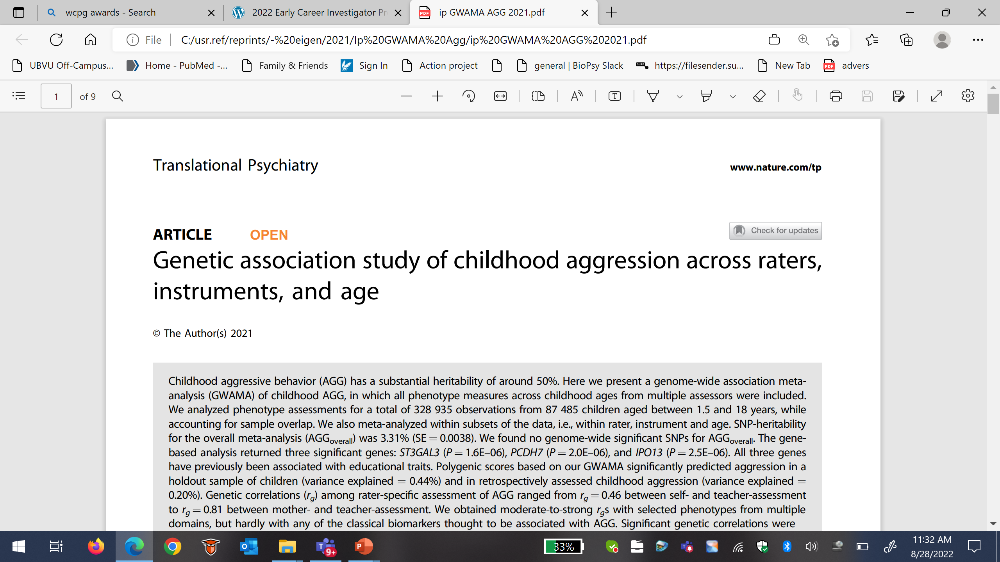 wcpg awards - Search
2022 Early Career Investigator Pr
ip GWAMA AGG 2021.pdf
File
C:/usr.ref/reprints/-%20eigen/2021/Ip%20GWAMA%20Agg/ip%20GWAMA%20AGG%202021.pdf
UBVU Off-Campus...
Home - PubMed -...
Family & Friends
Sign In
Action project
general | BioPsy Slack
https://filesender.su...
New Tab
advers
1 of 9
Translational Psychiatry
www.nature.com/tp
ARTICLE OPEN
Check for updates
Genetic association study of childhood aggression across raters,
instruments, and age
© The Author(s) 2021
Childhood aggressive behavior (AGG) has a substantial heritability of around 50%. Here we present a genome-wide association meta-
analysis (GWAMA) of childhood AGG, in which all phenotype measures across childhood ages from multiple assessors were included.
We analyzed phenotype assessments for a total of 328 935 observations from 87 485 children aged between 1.5 and 18 years, while
accounting for sample overlap. We also meta-analyzed within subsets of the data, i.e., within rater, instrument and age. SNP-heritability
for the overall meta-analysis (AGGoverall) was 3.31% (SE = 0.0038). We found no genome-wide significant SNPs for AGGoverall. The gene-
based analysis returned three significant genes: ST3GAL3 (P = 1.6E–06), PCDH7 (P = 2.0E–06), and IPO13 (P = 2.5E–06). All three genes
have previously been associated with educational traits. Polygenic scores based on our GWAMA significantly predicted aggression in a
holdout sample of children (variance explained = 0.44%) and in retrospectively assessed childhood aggression (variance explained =
0.20%). Genetic correlations (rg) among rater-specific assessment of AGG ranged from rg = 0.46 between self- and teacher-assessment
to rg = 0.81 between mother- and teacher-assessment. We obtained moderate-to-strong rgs with selected phenotypes from multiple
domains, but hardly with any of the classical biomarkers thought to be associated with AGG. Significant genetic correlations were
33%
9+
11:32 AM
8/28/2022